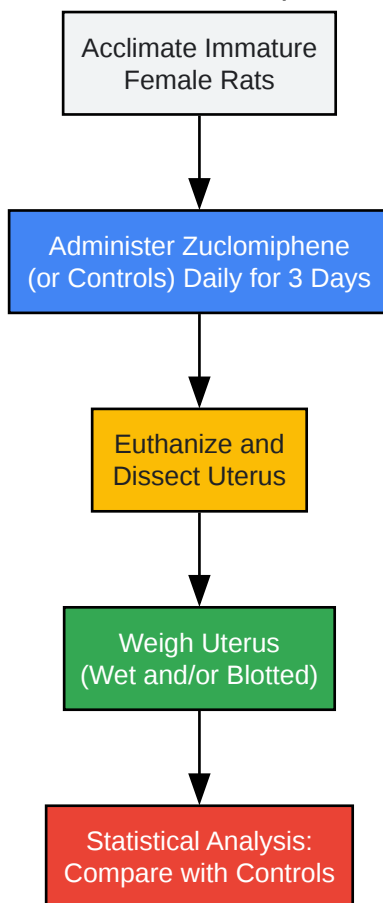 Acclimate Immature
Female Rats
Administer Zuclomiphene
(or Controls) Daily for 3 Days
Euthanize and
Dissect Uterus
Weigh Uterus
(Wet and/or Blotted)
Statistical Analysis:
Compare with Controls